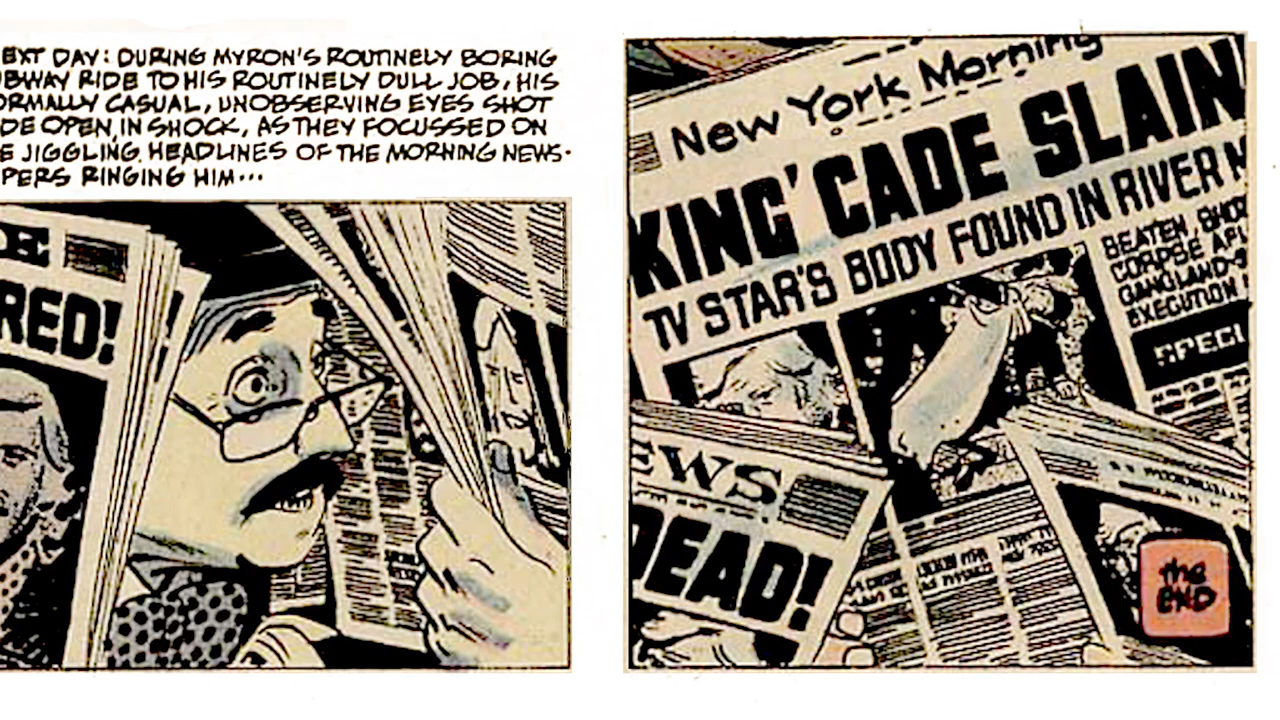 EXT DAY: DURING MYRON'S ROUTINELY BORING
BWAY RIDE TO HIS ROUTINELY DULL JOB, HIS
ORMALLY CASUAL, UNOBSERVING EYES SHOT
DE OPEN IN SHOCK, AS THEY FOCUSSED ON
E JIGGLING HEADLINES OF THE MORNING NEWS-
PERS RINGING HIM...
RED!
New York Morning
'KING' CADE SLAIN
TV STAR'S BODY FOUND IN RIVER
BEATEN,
CORPSE
GANGLAND-
EXECUTION
SPECI
EWS
DEAD!
the
END